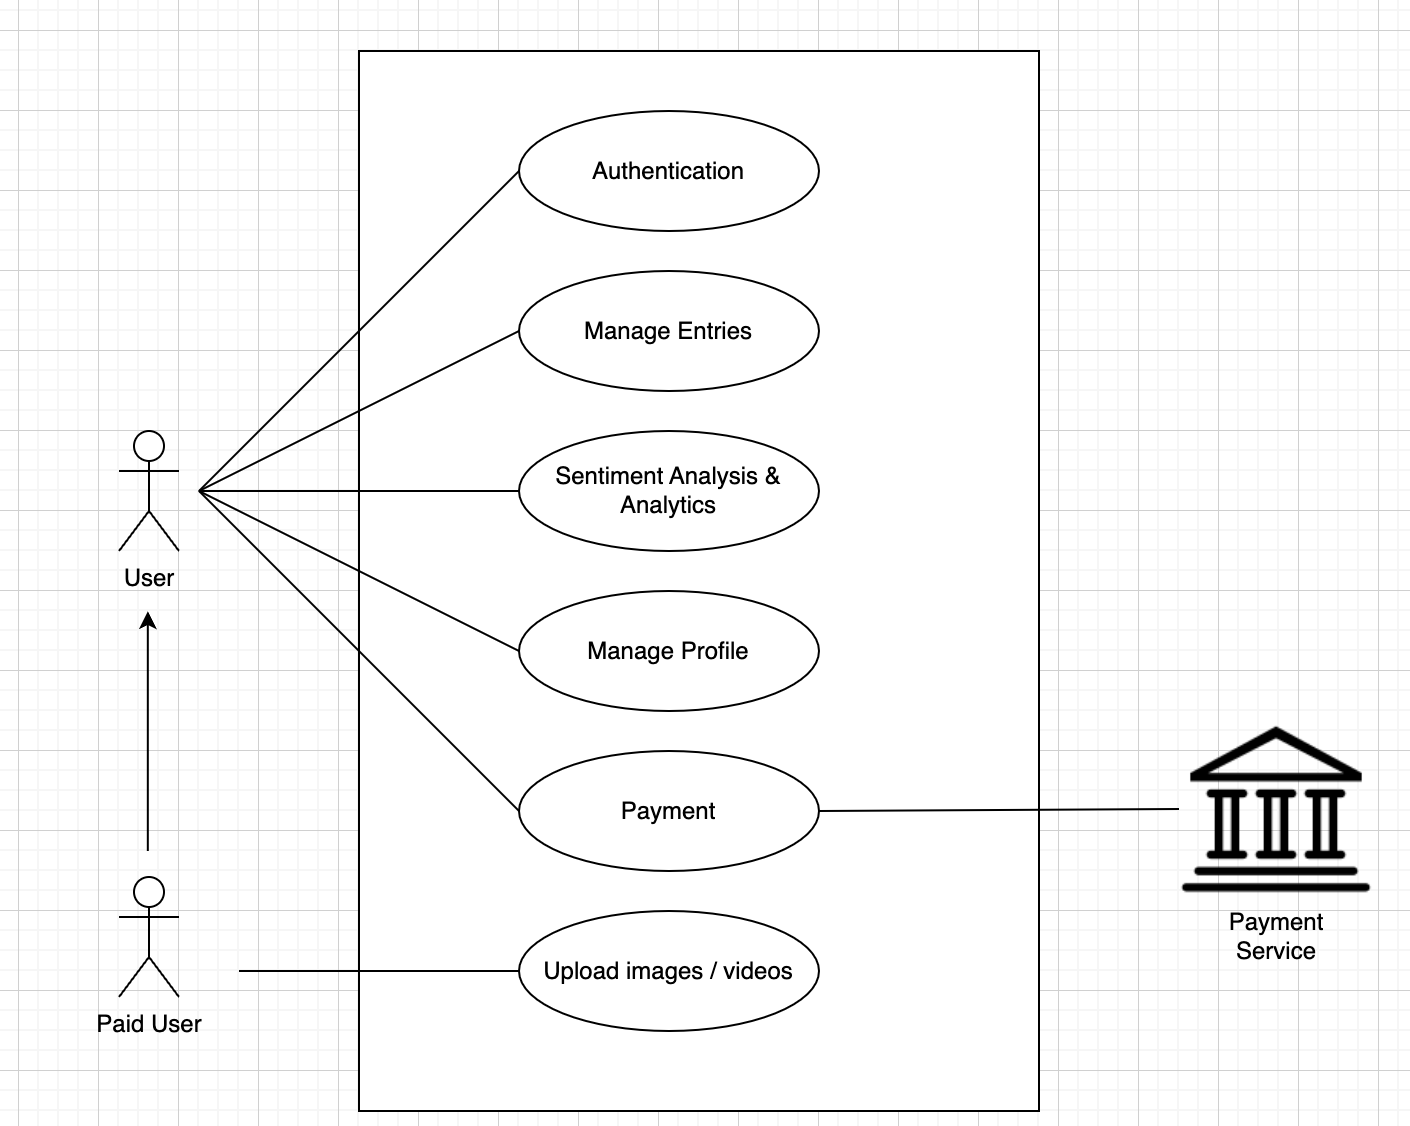 Authentication
Manage Entries
Sentiment Analysis &
Analytics
User
Manage Profile
Payment
Payment
Service
Upload images / videos
Paid User